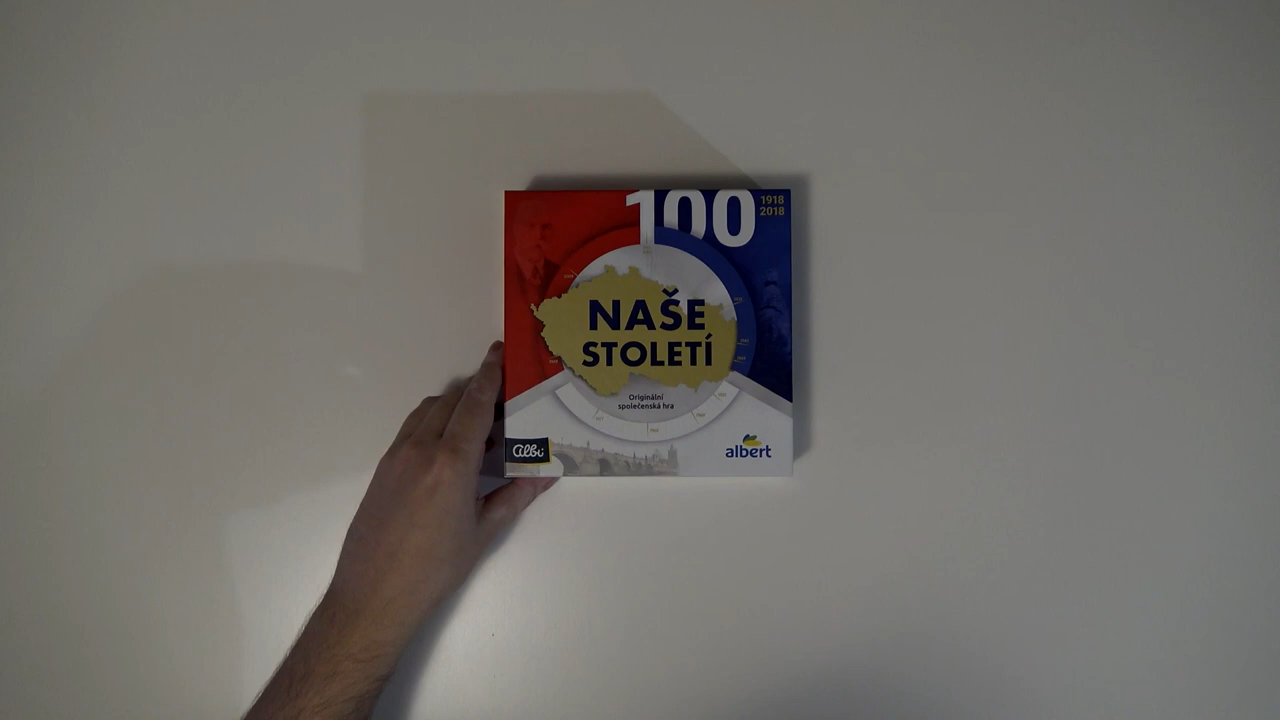 100
1918
2018
NAŠE
STOLETÍ
Originální
společenská hra
Albi
albert